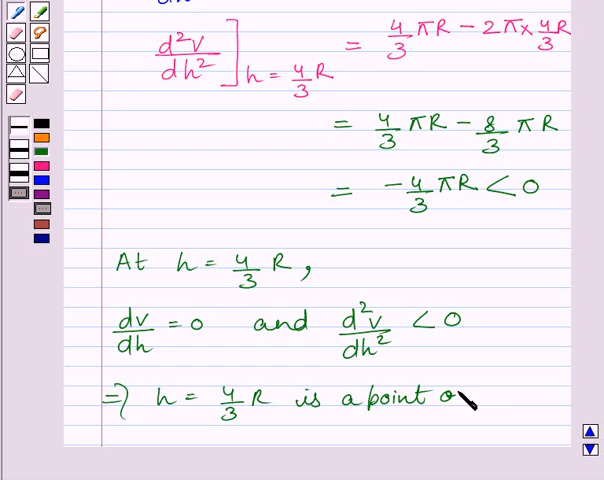 d²v/dh² ]h = 4/3 R = 4/3 πR - 2π × 4R/3
= 4/3 πR - 8/3 πR
= -4/3 πR < 0
At h = 4/3 R,
dv/dh = 0 and d²v/dh² < 0
=> h = 4/3 R is a point o